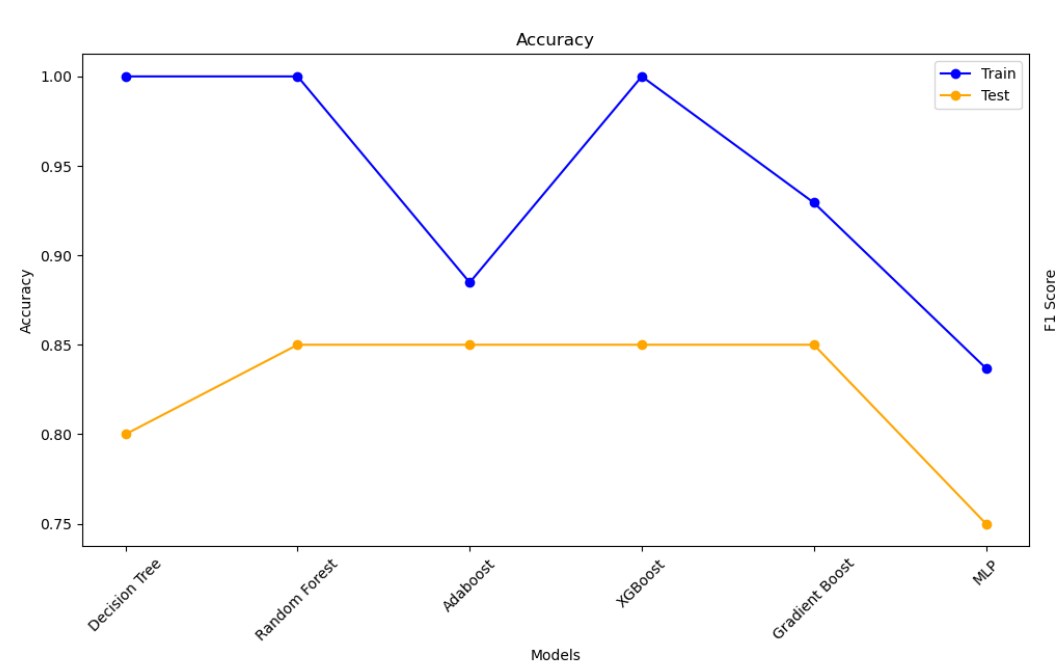 Accuracy
Train
Test
1.00
0.95
0.90
0.85
0.80
0.75
Accuracy
F1 Score
Decision Tree
Random Forest
Adaboost
XGBoost
Gradient Boost
MLP
Models